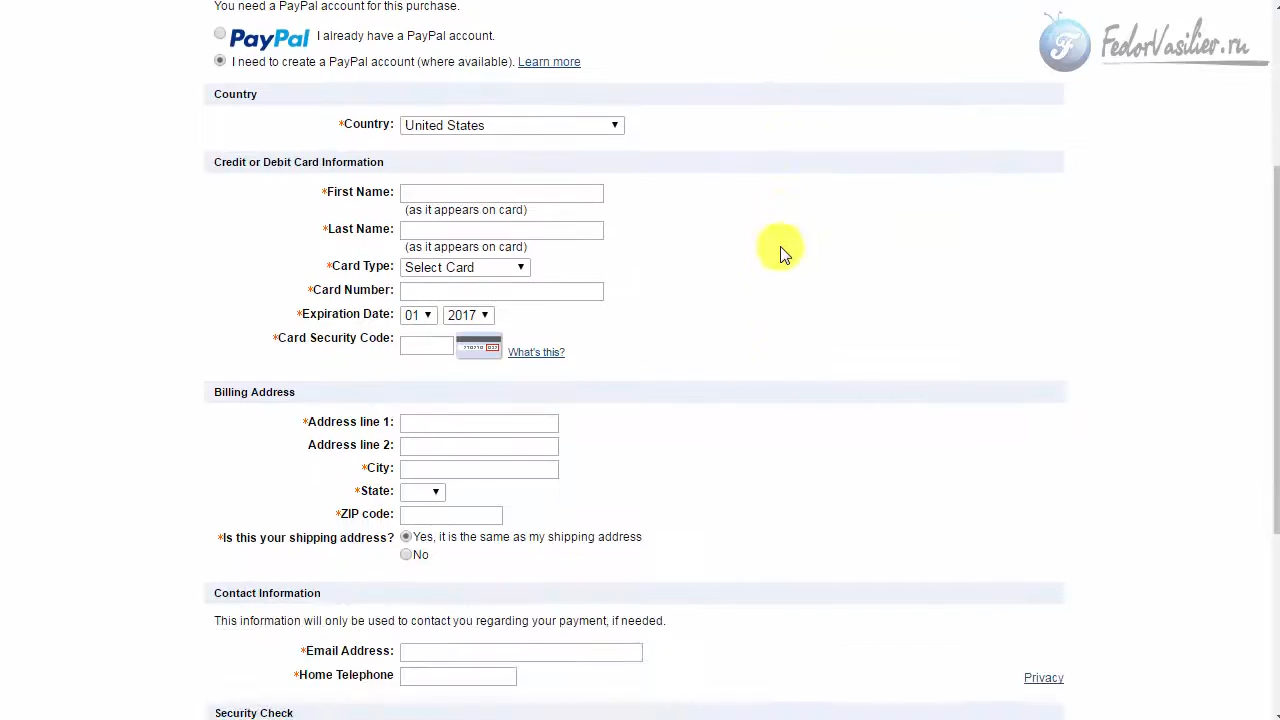 You need a PayPal account for this purchase.
PayPal I already have a PayPal account.
I need to create a PayPal account (where available). Learn more
FedorVasilier.ru
Country
*Country: United States
Credit or Debit Card Information
*First Name:
(as it appears on card)
*Last Name:
(as it appears on card)
*Card Type: Select Card
*Card Number:
*Expiration Date: 01 2017
*Card Security Code: What's this?
Billing Address
*Address line 1:
Address line 2:
*City:
*State:
*ZIP code:
*Is this your shipping address? Yes, it is the same as my shipping address
No
Contact Information
This information will only be used to contact you regarding your payment, if needed.
*Email Address:
*Home Telephone
Privacy
Security Check